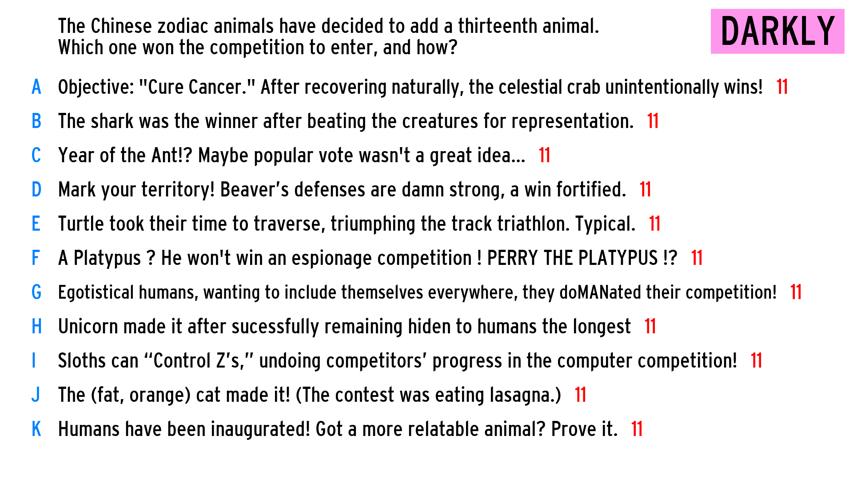 The Chinese zodiac animals have decided to add a thirteenth animal.
Which one won the competition to enter, and how?
DARKLY
A Objective: "Cure Cancer." After recovering naturally, the celestial crab unintentionally wins! 11
B The shark was the winner after beating the creatures for representation. 11
C Year of the Ant!? Maybe popular vote wasn't a great idea... 11
D Mark your territory! Beaver’s defenses are damn strong, a win fortified. 11
E Turtle took their time to traverse, triumphing the track triathlon. Typical. 11
F A Platypus ? He won't win an espionage competition ! PERRY THE PLATYPUS !? 11
G Egotistical humans, wanting to include themselves everywhere, they doMANated their competition! 11
H Unicorn made it after sucessfully remaining hiden to humans the longest 11
I Sloths can “Control Z’s,” undoing competitors’ progress in the computer competition! 11
J The (fat, orange) cat made it! (The contest was eating lasagna.) 11
K Humans have been inaugurated! Got a more relatable animal? Prove it. 11